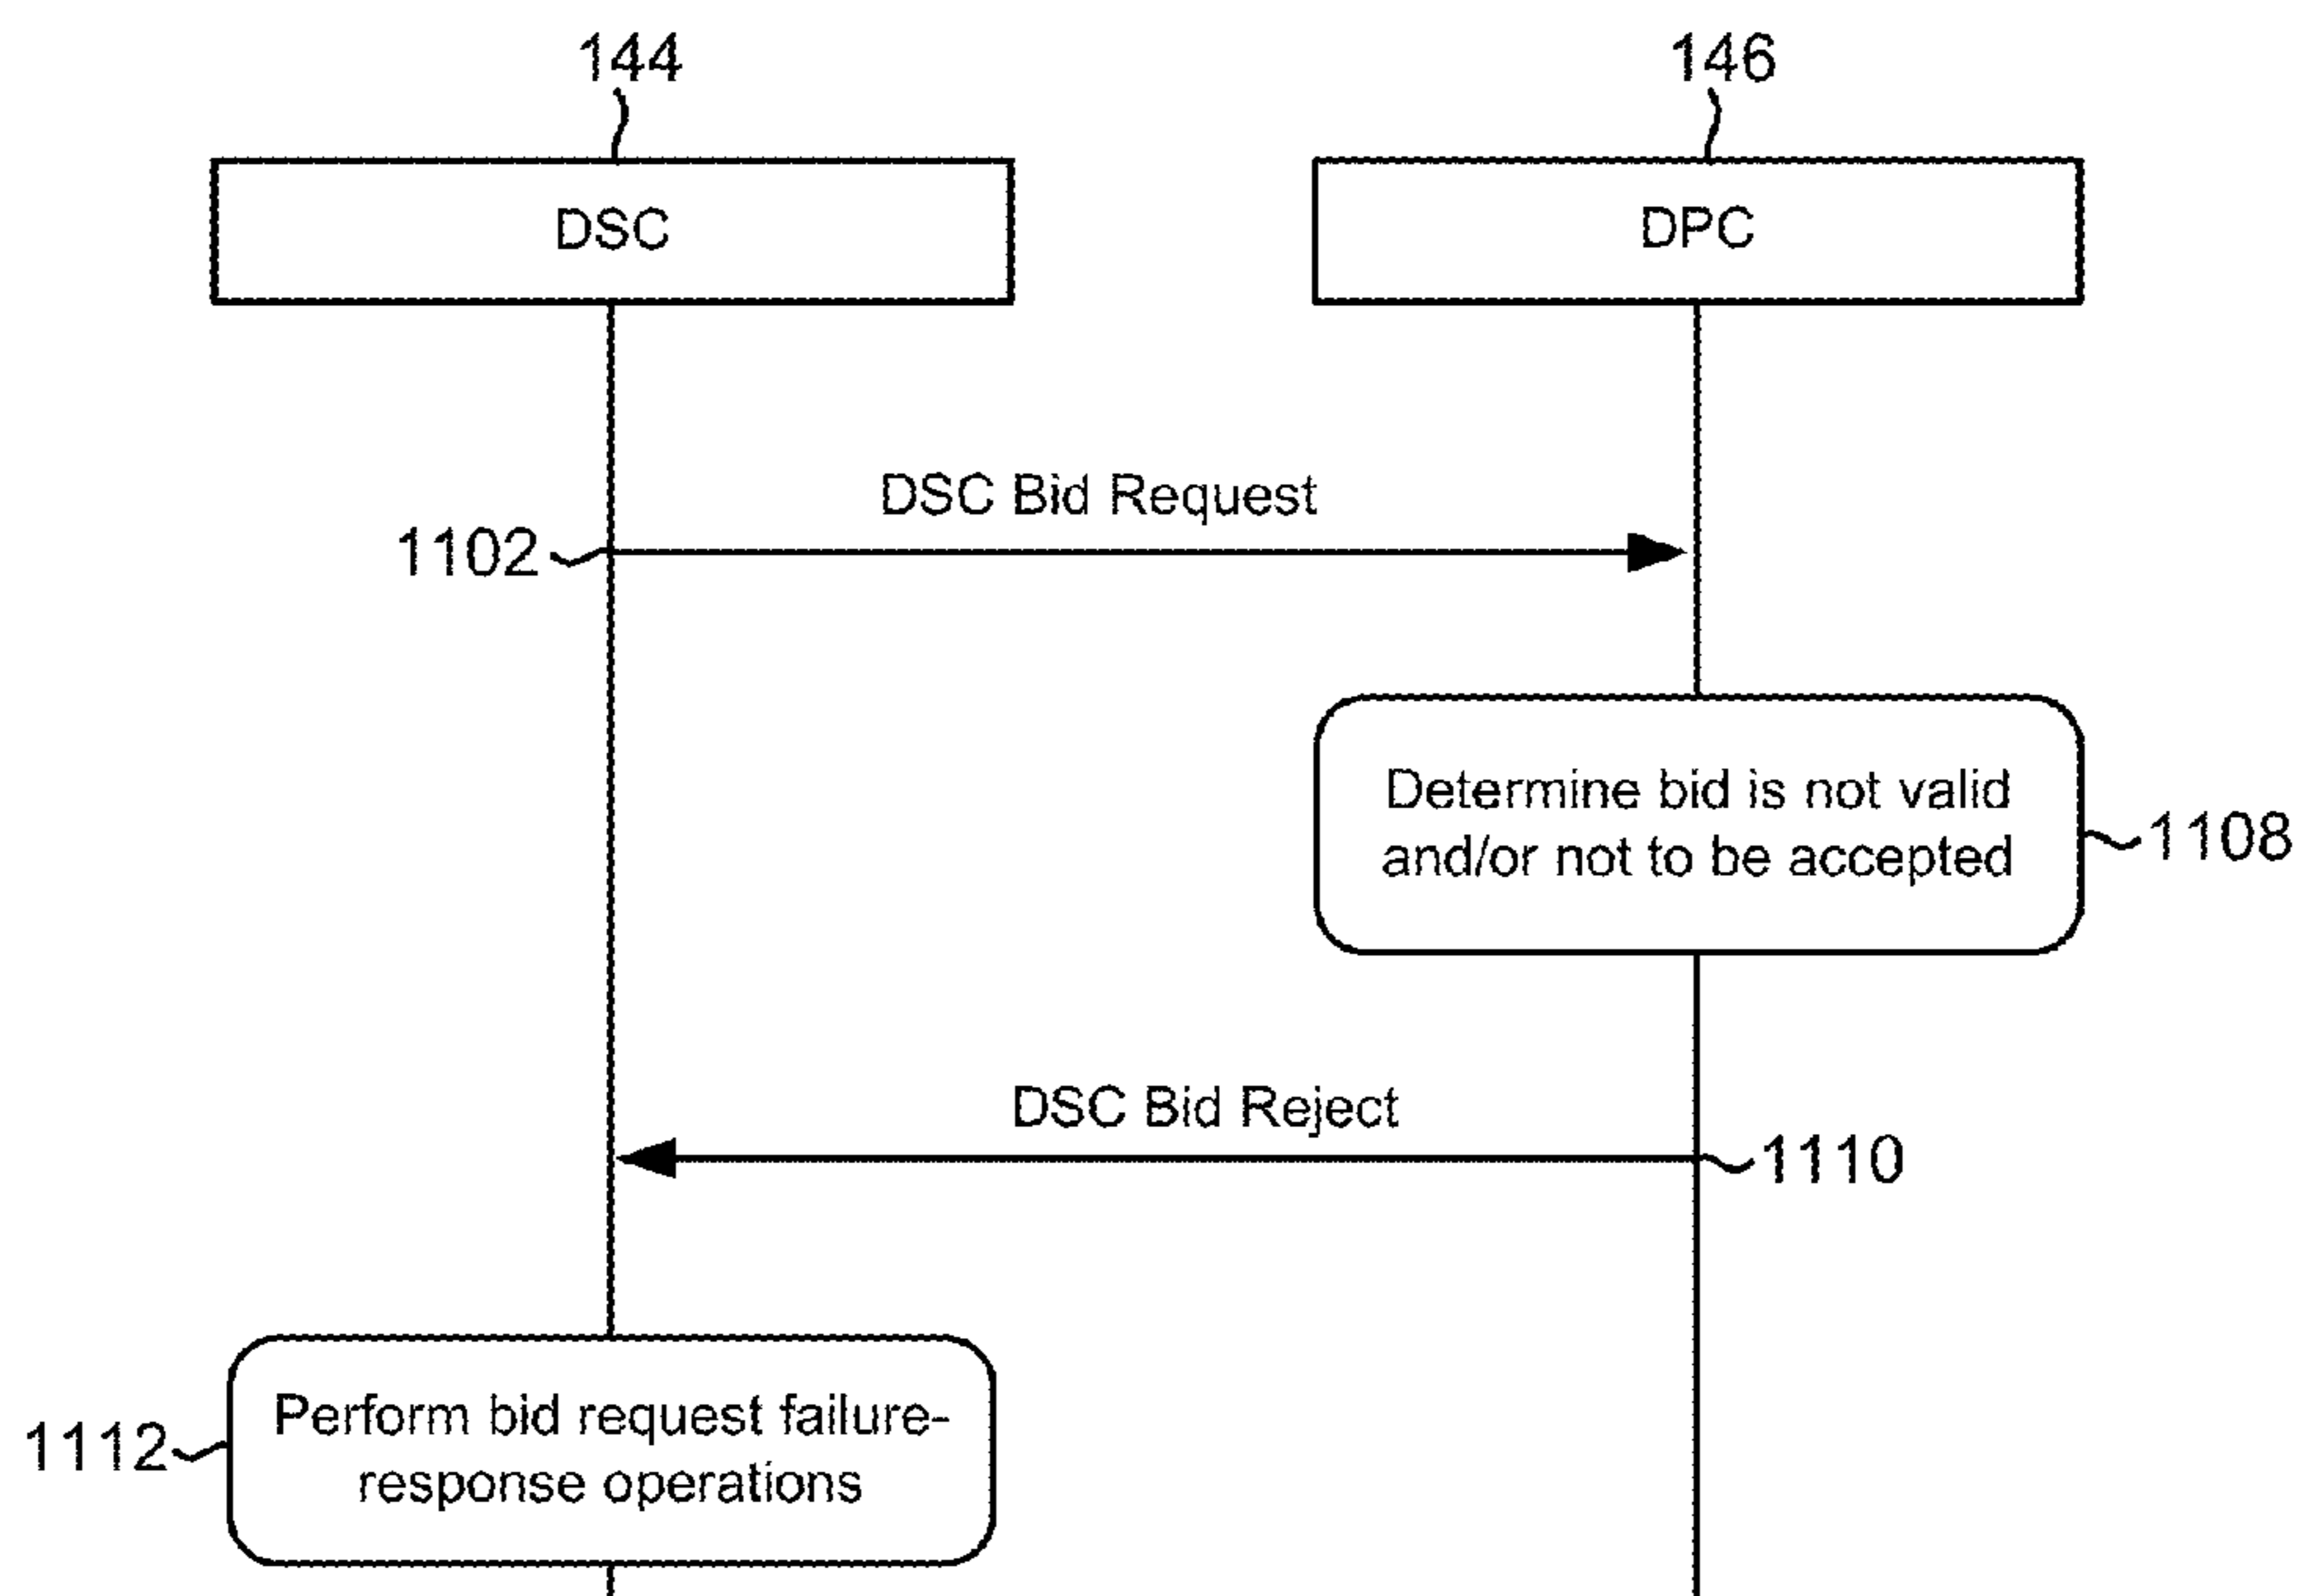 144
146
DSC
DPC
DSC Bid Request
1102
Determine bid is not valid
and/or not to be accepted
1108
DSC Bid Reject
1110
Perform bid request failure-
response operations
1112